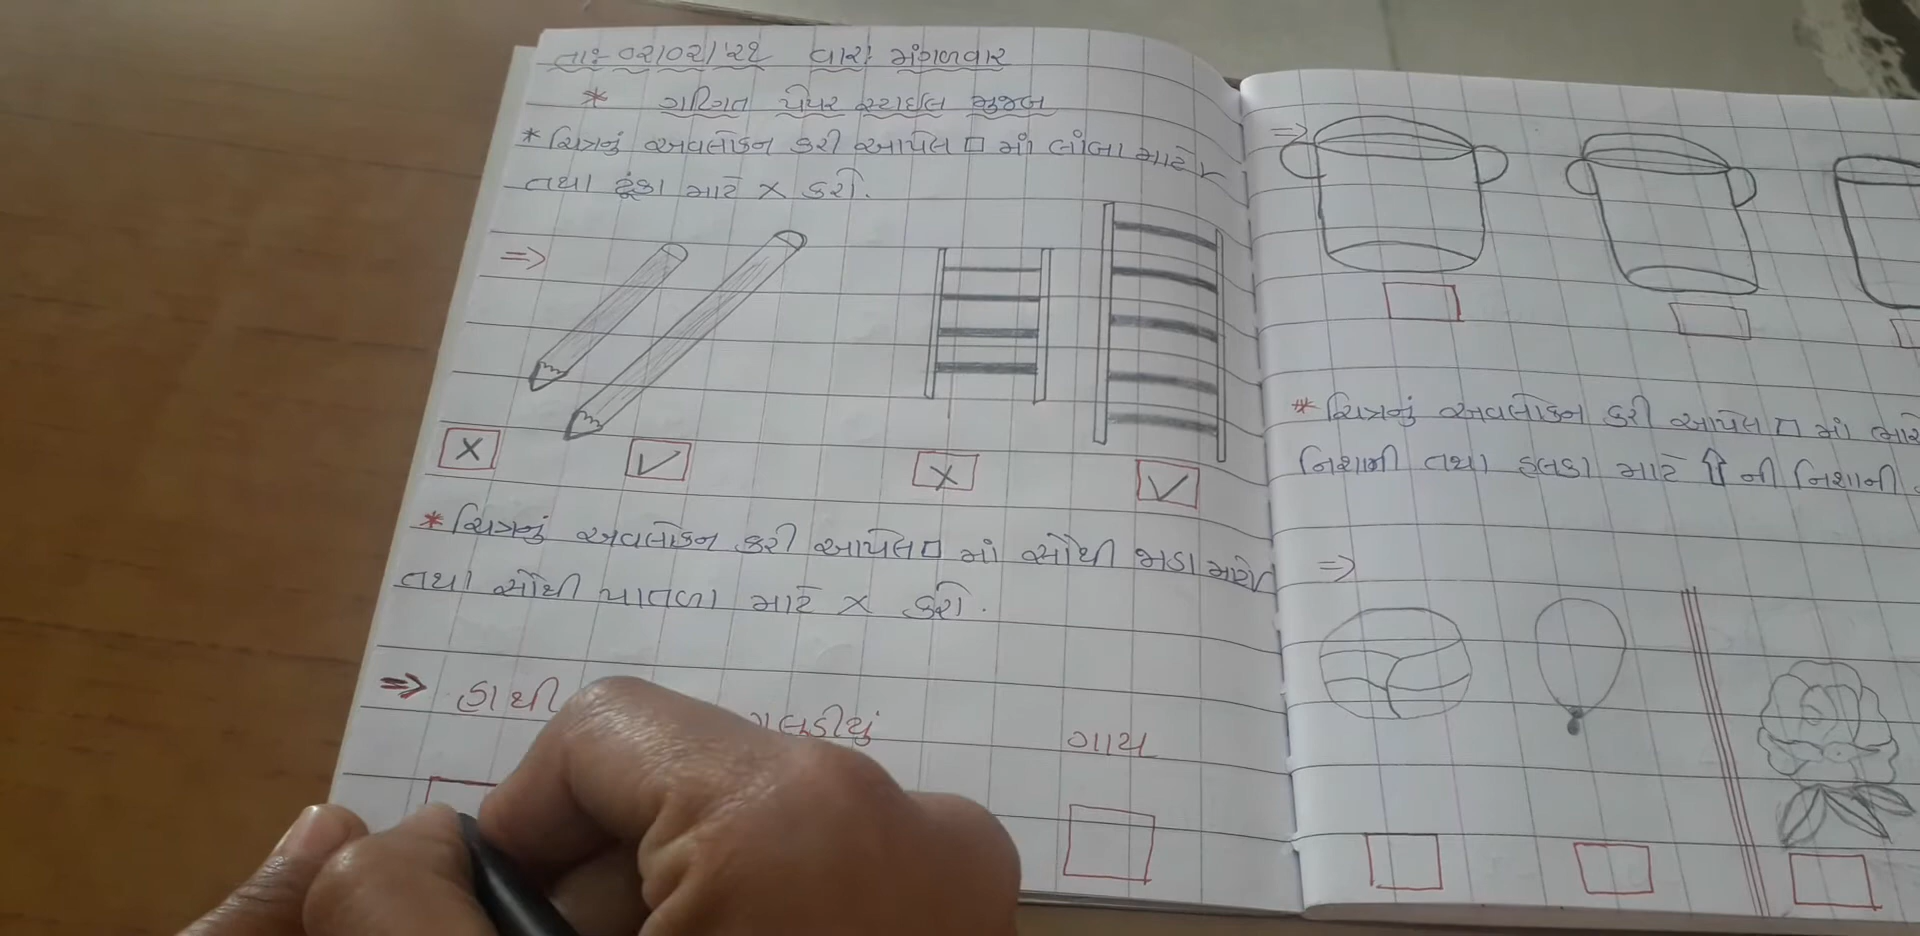 તાઃ- ૦૨/૦૨/'૨૨ વારઃ મંગળવાર
* ગણિત પેપર સ્ટાઈલ મુજબ
* ચિત્રનું અવલોકન કરી આપેલ □ માં લાંબા માટે ✓
તથા ટૂંકા માટે × કરો.
⇒
×
✓
×
✓
* ચિત્રનું અવલોકન કરી આપેલ □ માં સૌથી જાડા માટે ✓
તથા સૌથી પાતળા માટે × કરો.
⇒ હાથી ગાય
⇒
* ચિત્રનું અવલોકન કરી આપેલ □ માં ભારે
નિશાની તથા હલકા માટે ⇑ ની નિશાની
⇒